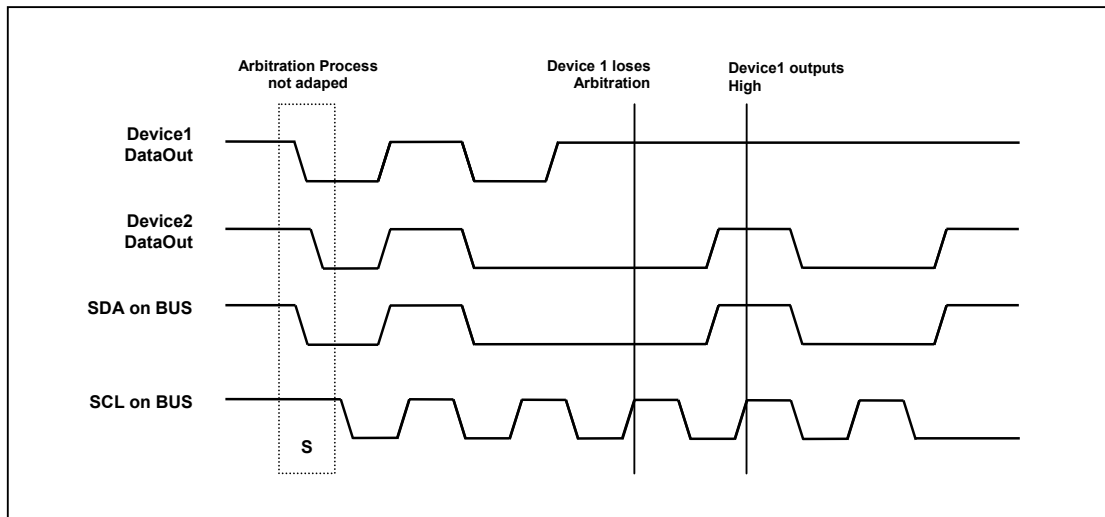 Arbitration Process
not adaped
Device 1 loses
Arbitration
Device1 outputs
High
Device1
DataOut
Device2
DataOut
SDA on BUS
SCL on BUS
S